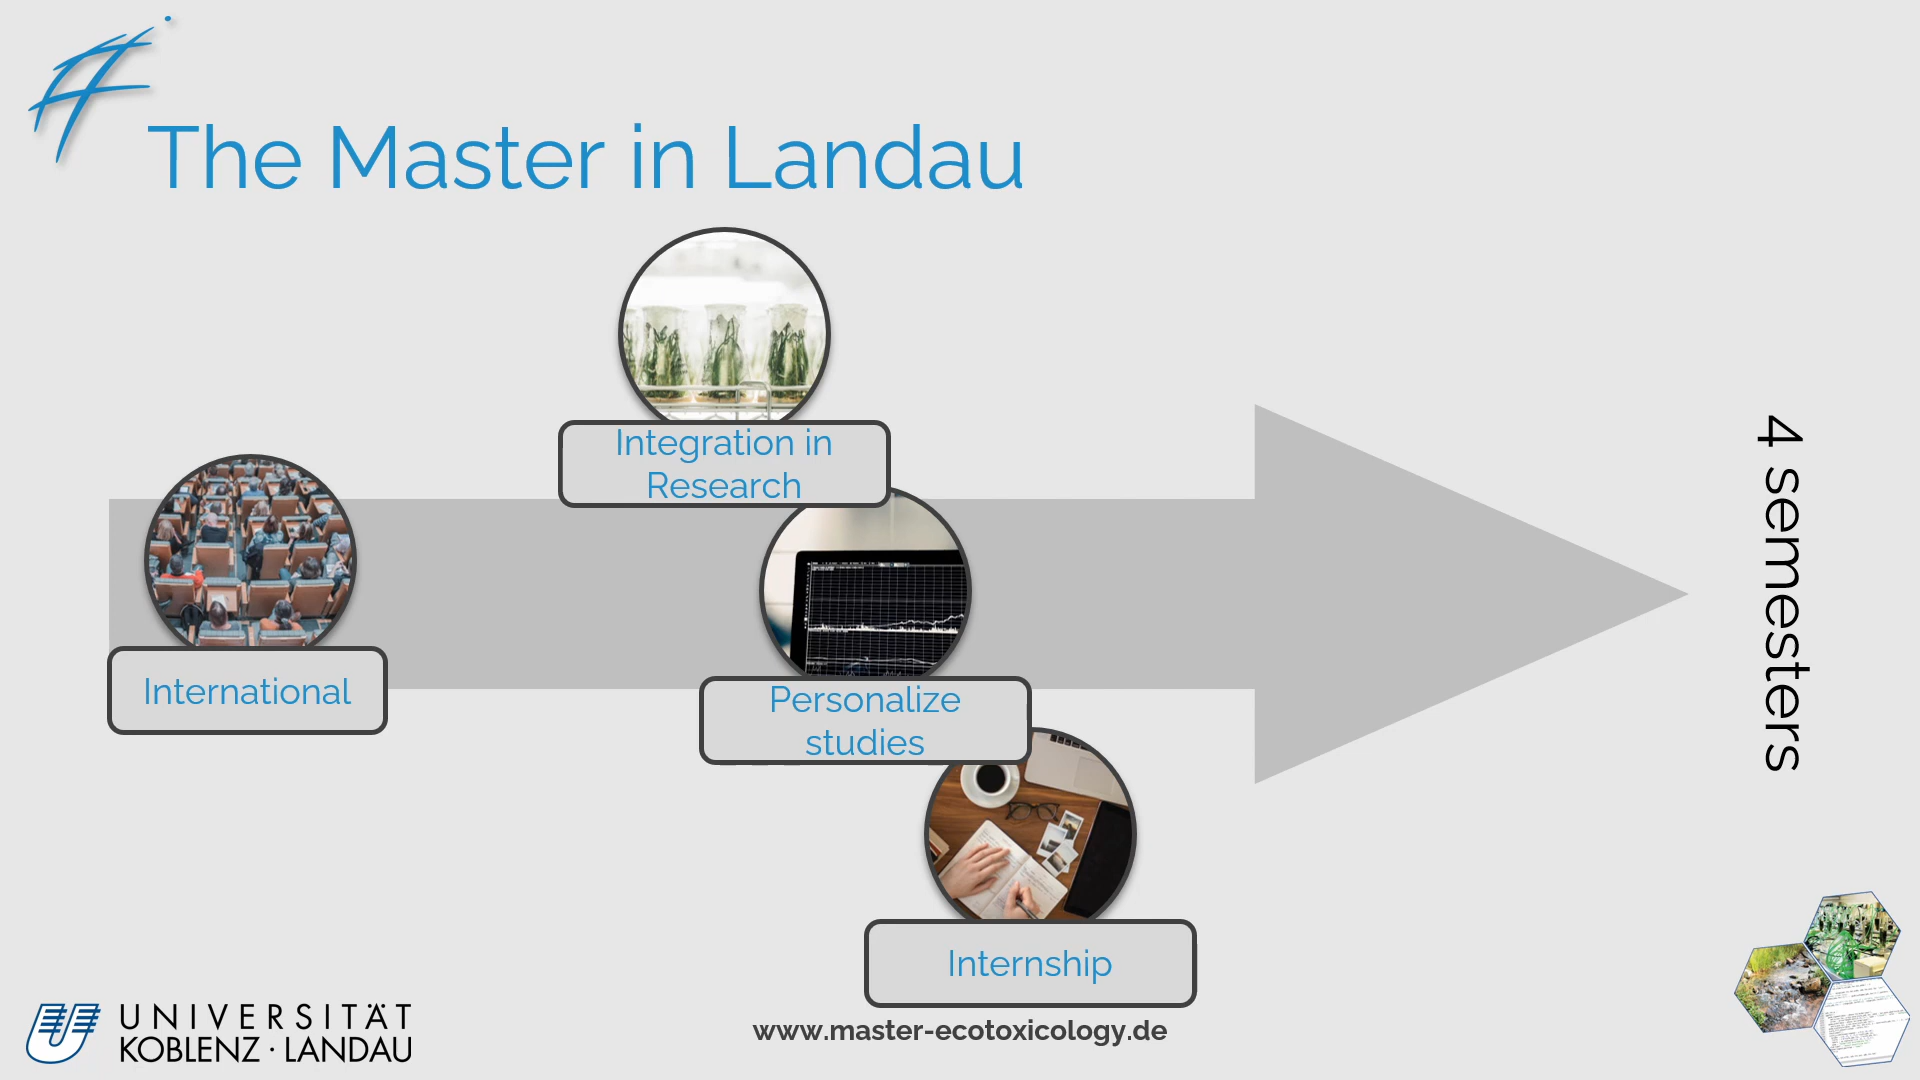 The Master in Landau
Integration in
Research
International
Personalize
studies
Internship
4 semesters
UNIVERSITÄT
KOBLENZ · LANDAU
www.master-ecotoxicology.de